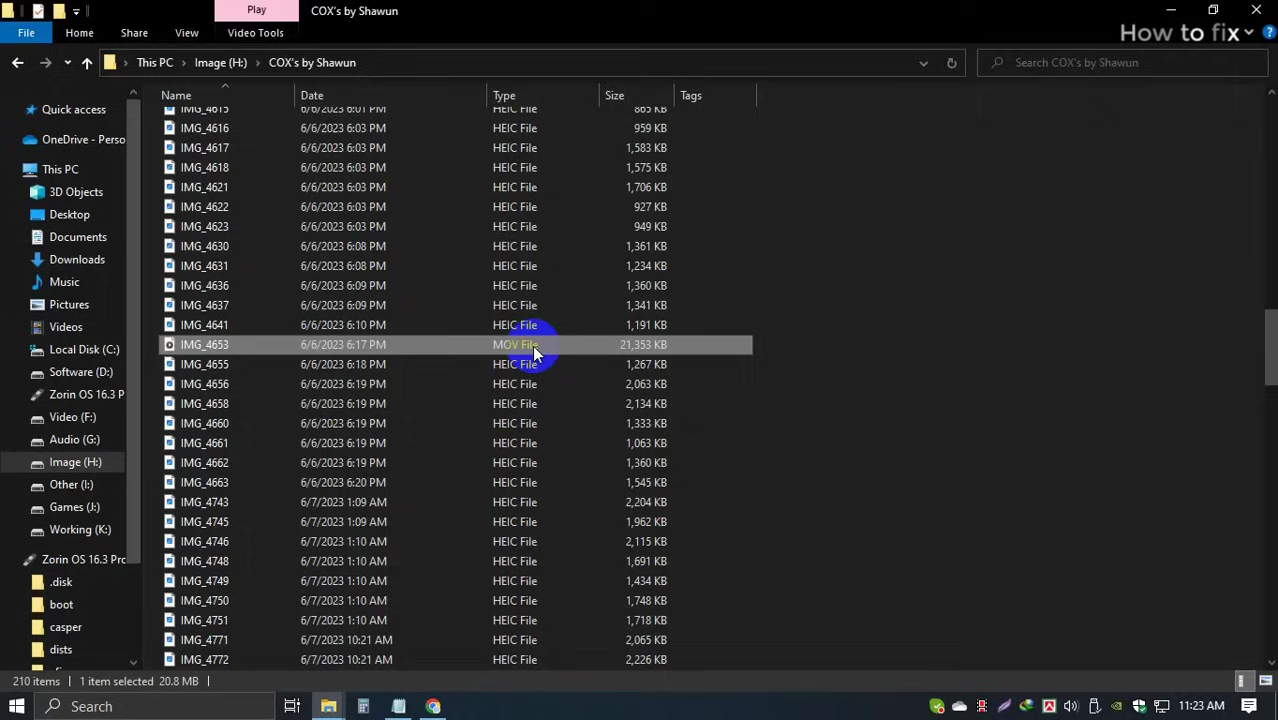 Play
COX's by Shawun
File
Home
Share
View
Video Tools
How to fix
This PC
Image (H:)
COX's by Shawun
Search COX's by Shawun
Name
Date
Type
Size
Tags
Quick access
OneDrive - Perso
This PC
3D Objects
Desktop
Documents
Downloads
Music
Pictures
Videos
Local Disk (C:)
Software (D:)
Zorin OS 16.3 P
Video (F:)
Audio (G:)
Image (H:)
Other (I:)
Games (J:)
Working (K:)
Zorin OS 16.3 Pro
.disk
boot
casper
dists
IMG_4615 6/6/2023 6:01 PM HEIC File 865 KB
IMG_4616 6/6/2023 6:03 PM HEIC File 959 KB
IMG_4617 6/6/2023 6:03 PM HEIC File 1,583 KB
IMG_4618 6/6/2023 6:03 PM HEIC File 1,575 KB
IMG_4621 6/6/2023 6:03 PM HEIC File 1,706 KB
IMG_4622 6/6/2023 6:03 PM HEIC File 927 KB
IMG_4623 6/6/2023 6:03 PM HEIC File 949 KB
IMG_4630 6/6/2023 6:08 PM HEIC File 1,361 KB
IMG_4631 6/6/2023 6:08 PM HEIC File 1,234 KB
IMG_4636 6/6/2023 6:09 PM HEIC File 1,360 KB
IMG_4637 6/6/2023 6:09 PM HEIC File 1,341 KB
IMG_4641 6/6/2023 6:10 PM HEIC File 1,191 KB
IMG_4653 6/6/2023 6:17 PM MOV File 21,353 KB
IMG_4655 6/6/2023 6:18 PM HEIC File 1,267 KB
IMG_4656 6/6/2023 6:19 PM HEIC File 2,063 KB
IMG_4658 6/6/2023 6:19 PM HEIC File 2,134 KB
IMG_4660 6/6/2023 6:19 PM HEIC File 1,333 KB
IMG_4661 6/6/2023 6:19 PM HEIC File 1,063 KB
IMG_4662 6/6/2023 6:19 PM HEIC File 1,360 KB
IMG_4663 6/6/2023 6:20 PM HEIC File 1,545 KB
IMG_4743 6/7/2023 1:09 AM HEIC File 2,204 KB
IMG_4745 6/7/2023 1:09 AM HEIC File 1,962 KB
IMG_4746 6/7/2023 1:10 AM HEIC File 2,115 KB
IMG_4748 6/7/2023 1:10 AM HEIC File 1,691 KB
IMG_4749 6/7/2023 1:10 AM HEIC File 1,434 KB
IMG_4750 6/7/2023 1:10 AM HEIC File 1,748 KB
IMG_4751 6/7/2023 1:10 AM HEIC File 1,718 KB
IMG_4771 6/7/2023 10:21 AM HEIC File 2,065 KB
IMG_4772 6/7/2023 10:21 AM HEIC File 2,226 KB
210 items
1 item selected 20.8 MB
Search
11:23 AM